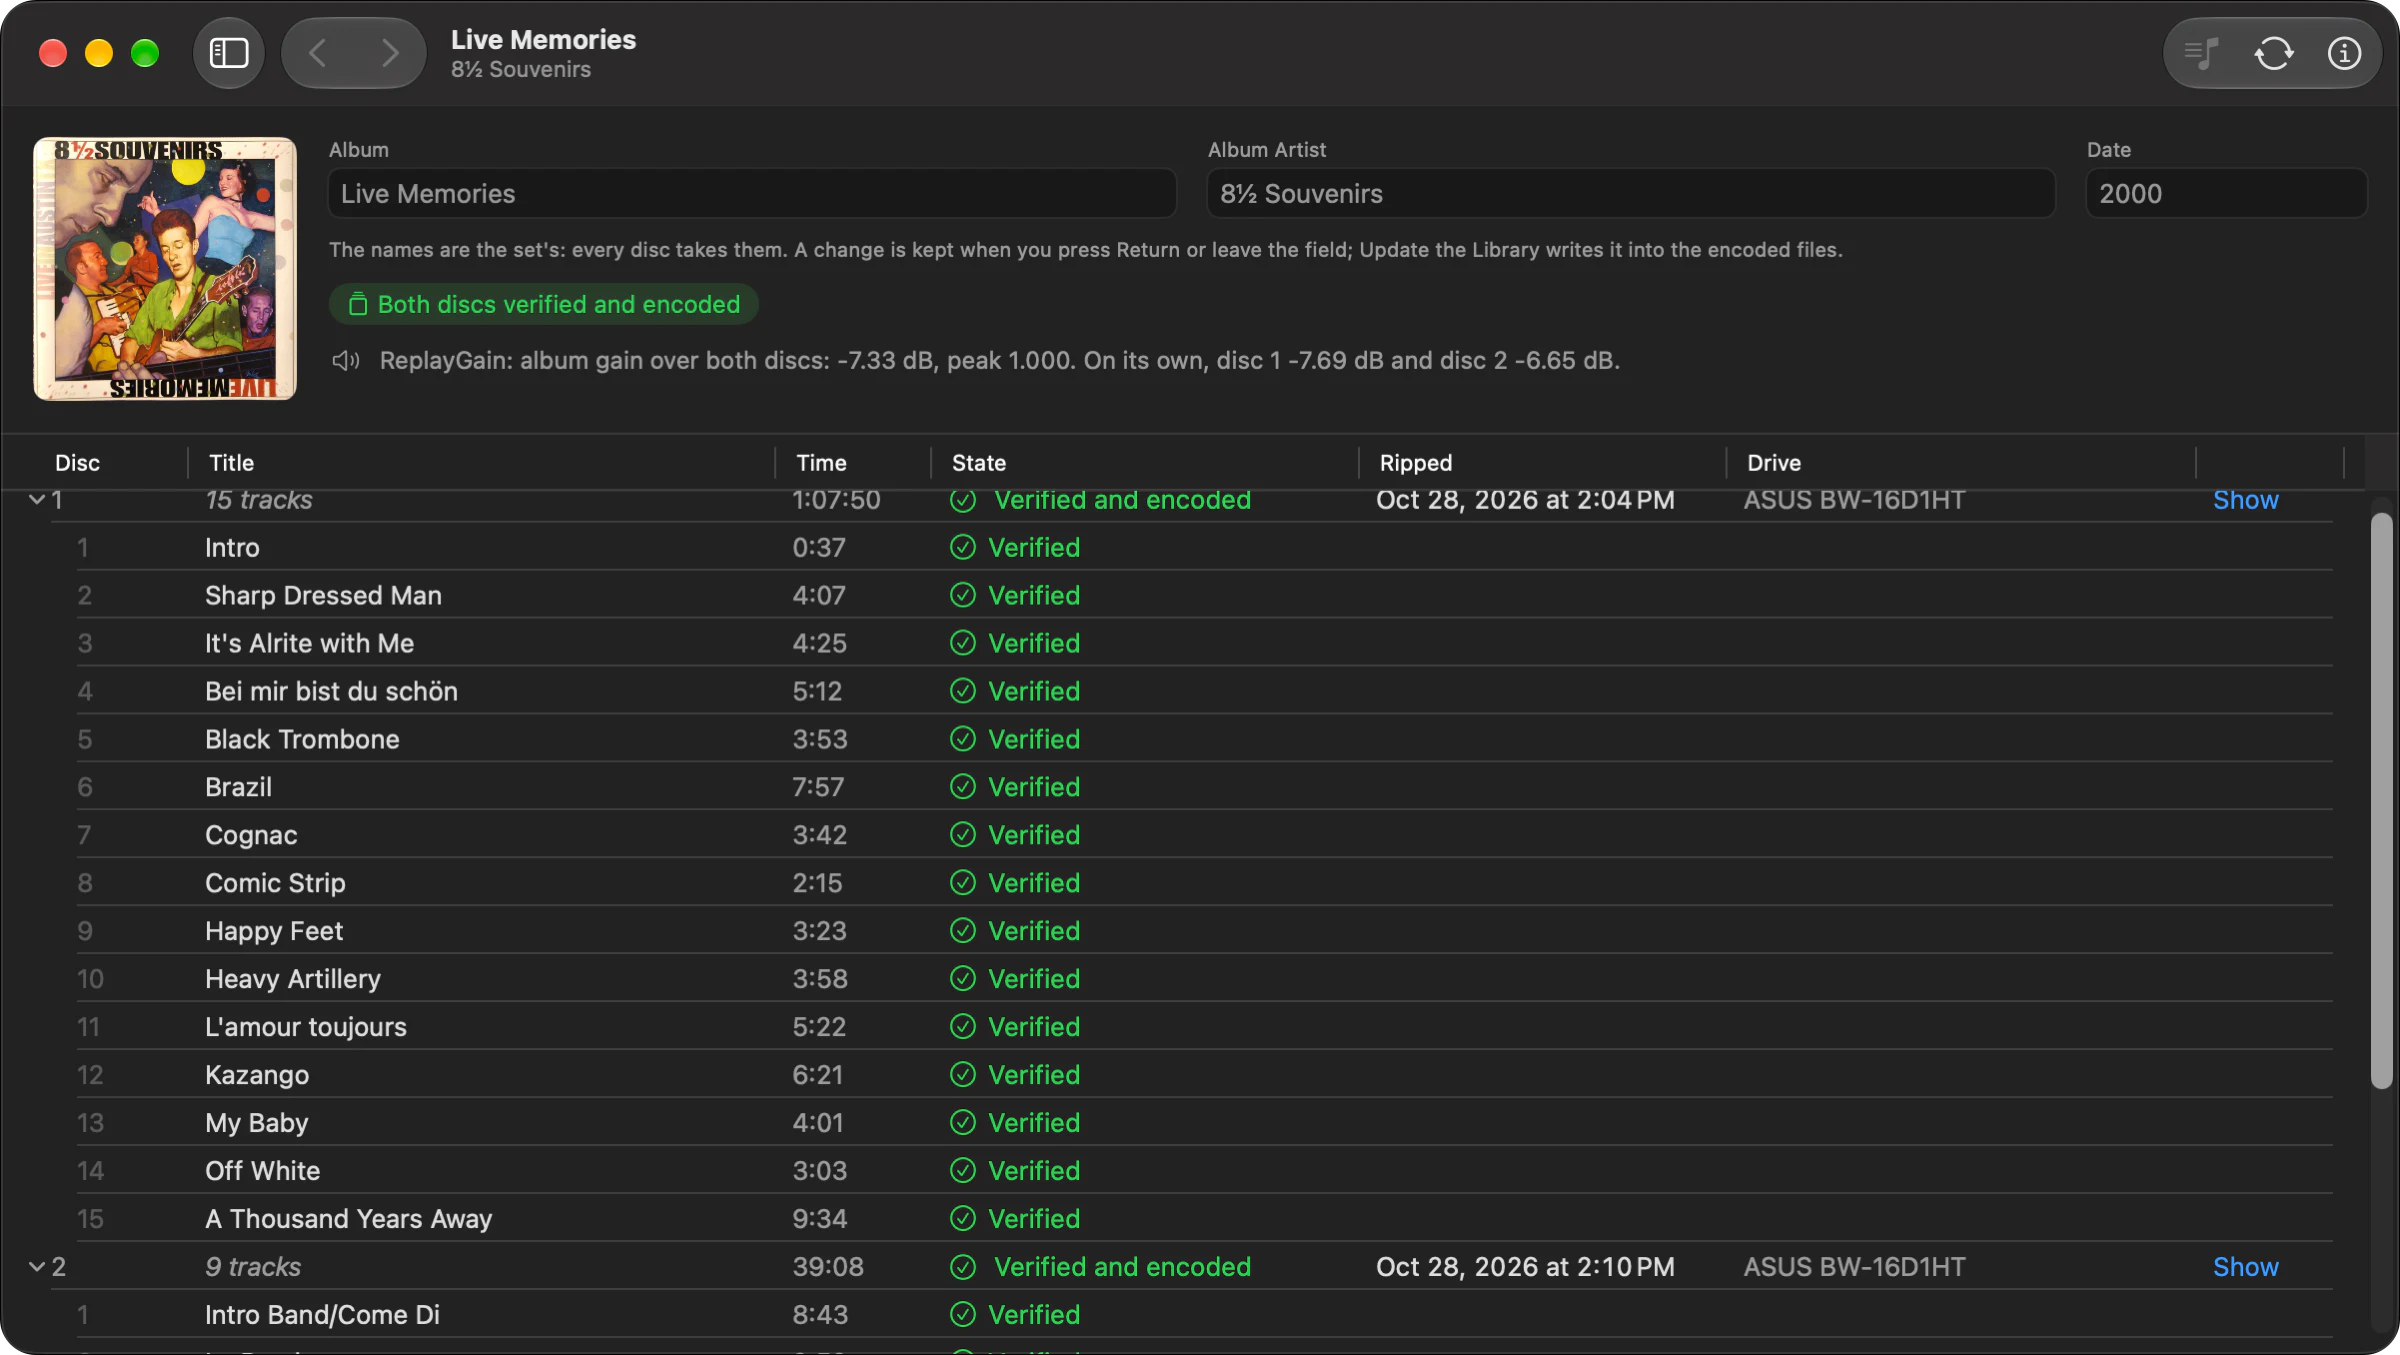 Live Memories
8½ Souvenirs
8½SOUVENIRS
LIVE MEMORIES
Album
Album Artist
Date
Live Memories
8½ Souvenirs
2000
The names are the set's: every disc takes them. A change is kept when you press Return or leave the field; Update the Library writes it into the encoded files.
Both discs verified and encoded
ReplayGain: album gain over both discs: -7.33 dB, peak 1.000. On its own, disc 1 -7.69 dB and disc 2 -6.65 dB.
Disc Title Time State Ripped Drive
1 15 tracks 1:07:50 Verified and encoded Oct 28, 2026 at 2:04 PM ASUS BW-16D1HT Show
1 Intro 0:37 Verified
2 Sharp Dressed Man 4:07 Verified
3 It's Alrite with Me 4:25 Verified
4 Bei mir bist du schön 5:12 Verified
5 Black Trombone 3:53 Verified
6 Brazil 7:57 Verified
7 Cognac 3:42 Verified
8 Comic Strip 2:15 Verified
9 Happy Feet 3:23 Verified
10 Heavy Artillery 3:58 Verified
11 L'amour toujours 5:22 Verified
12 Kazango 6:21 Verified
13 My Baby 4:01 Verified
14 Off White 3:03 Verified
15 A Thousand Years Away 9:34 Verified
2 9 tracks 39:08 Verified and encoded Oct 28, 2026 at 2:10 PM ASUS BW-16D1HT Show
1 Intro Band/Come Di 8:43 Verified